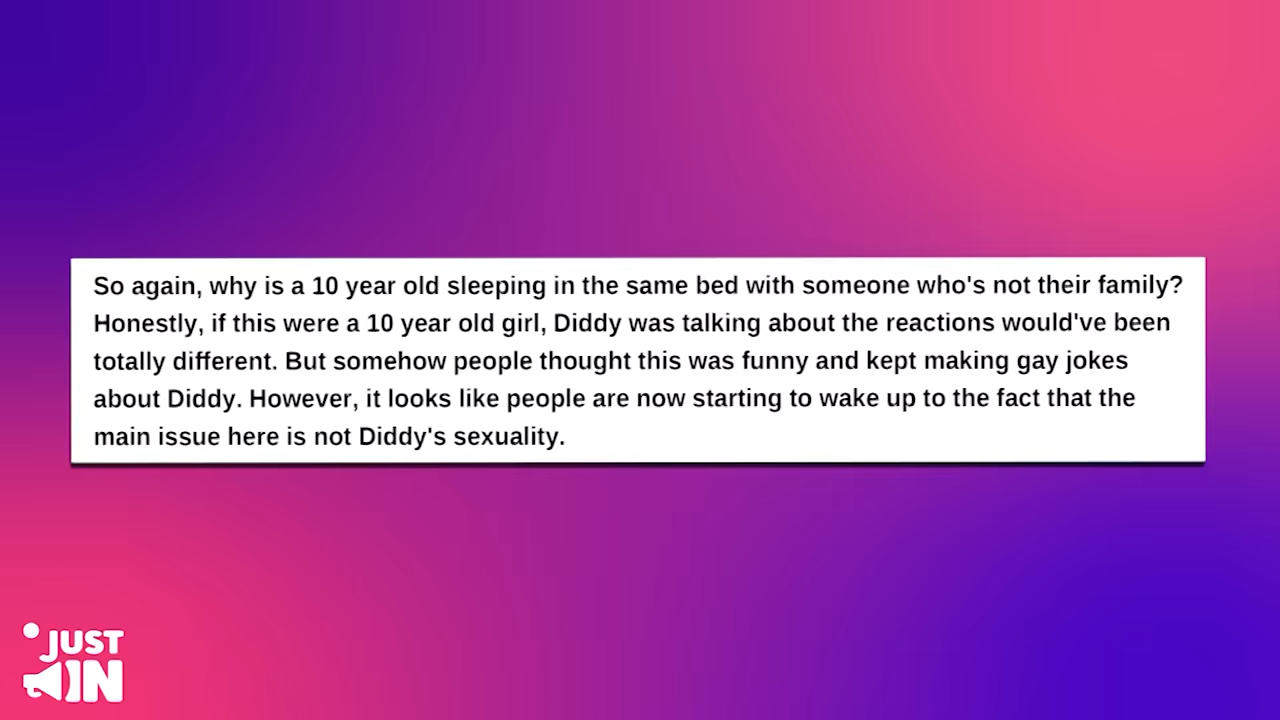 So again, why is a 10 year old sleeping in the same bed with someone who's not their family?
Honestly, if this were a 10 year old girl, Diddy was talking about the reactions would've been
totally different. But somehow people thought this was funny and kept making gay jokes
about Diddy. However, it looks like people are now starting to wake up to the fact that the
main issue here is not Diddy's sexuality.
JUST
IN